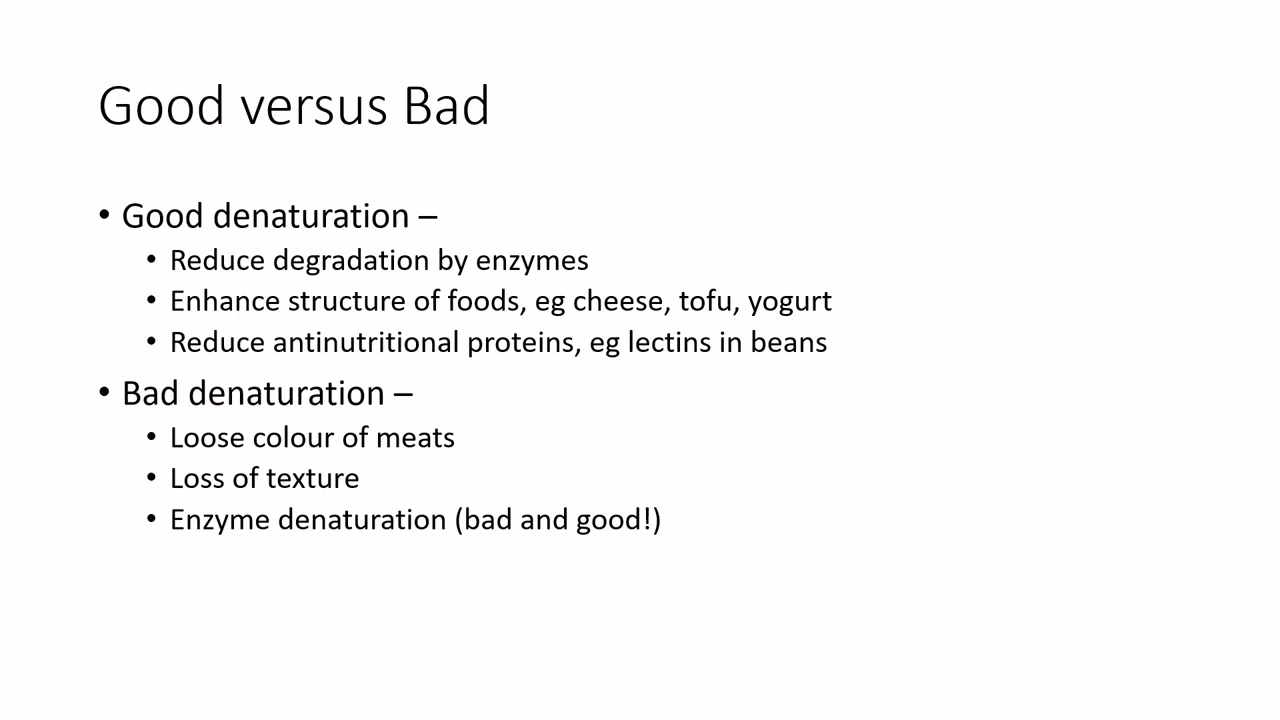 Good versus Bad
• Good denaturation –
• Reduce degradation by enzymes
• Enhance structure of foods, eg cheese, tofu, yogurt
• Reduce antinutritional proteins, eg lectins in beans
• Bad denaturation –
• Loose colour of meats
• Loss of texture
• Enzyme denaturation (bad and good!)